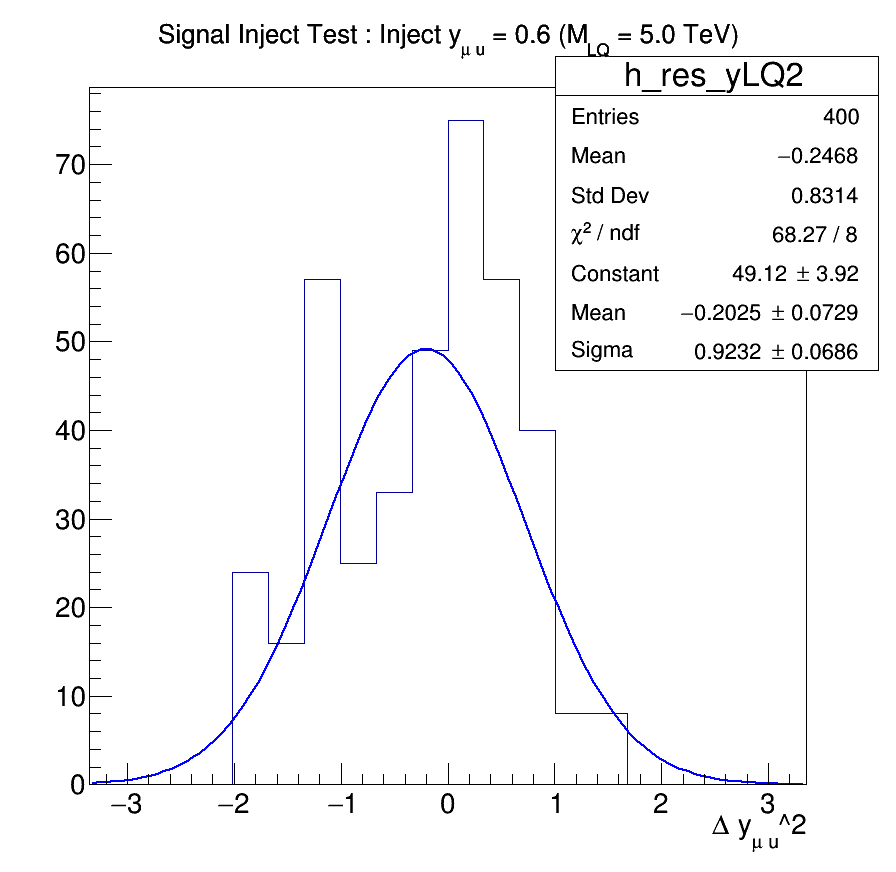 Signal Inject Test : Inject y_μ u = 0.6 (M_LQ = 5.0 TeV)
h_res_yLQ2
Entries 400
Mean −0.2468
Std Dev 0.8314
χ² / ndf 68.27 / 8
Constant 49.12 ± 3.92
Mean −0.2025 ± 0.0729
Sigma 0.9232 ± 0.0686
70
60
50
40
30
20
10
0
−3 −2 −1 0 1 2 3
Δ y_μ u^2